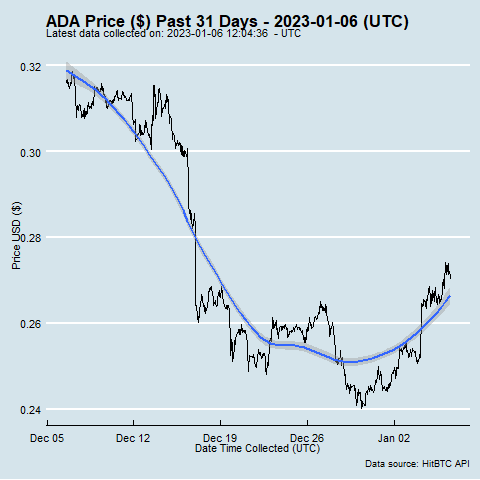 ADA Price ($) Past 31 Days - 2023-01-06 (UTC)
Latest data collected on: 2023-01-06 12:04:36 - UTC
0.32
0.30
0.28
0.26
0.24
Price USD ($)
Dec 05 Dec 12 Dec 19 Dec 26 Jan 02
Date Time Collected (UTC)
Data source: HitBTC API